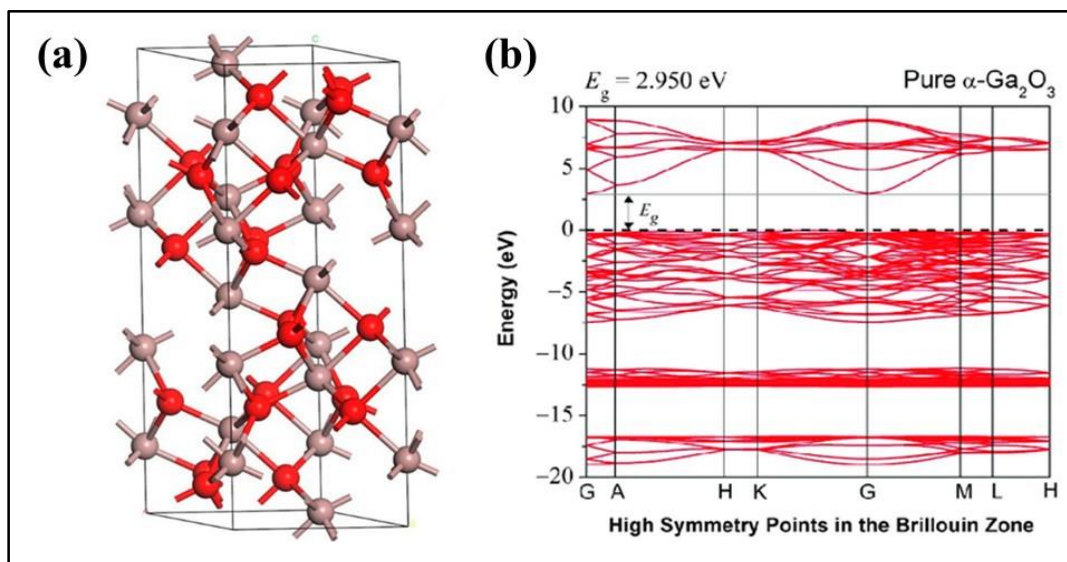 (a)
(b)
E_g = 2.950 eV
Pure α-Ga₂O₃
10
5
0
−5
−10
−15
−20
Energy (eV)
E_g
G A H K G M L H
High Symmetry Points in the Brillouin Zone